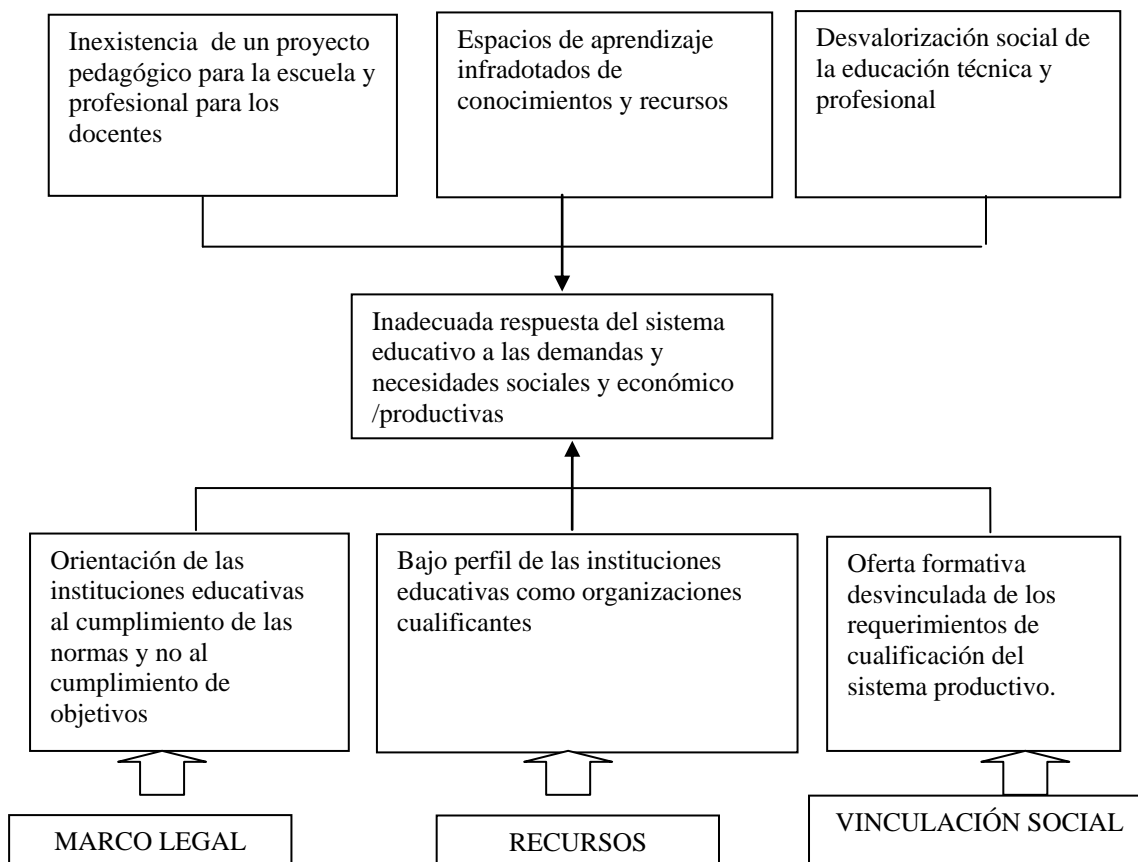 Inexistencia de un proyecto
pedagógico para la escuela y
profesional para los
docentes
Espacios de aprendizaje
infradotados de
conocimientos y recursos
Desvalorización social de
la educación técnica y
profesional
Inadecuada respuesta del sistema
educativo a las demandas y
necesidades sociales y económico
/productivas
Orientación de las
instituciones educativas
al cumplimiento de las
normas y no al
cumplimiento de
objetivos
Bajo perfil de las instituciones
educativas como organizaciones
cualificantes
Oferta formativa
desvinculada de los
requerimientos de
cualificación del
sistema productivo.
MARCO LEGAL
RECURSOS
VINCULACIÓN SOCIAL